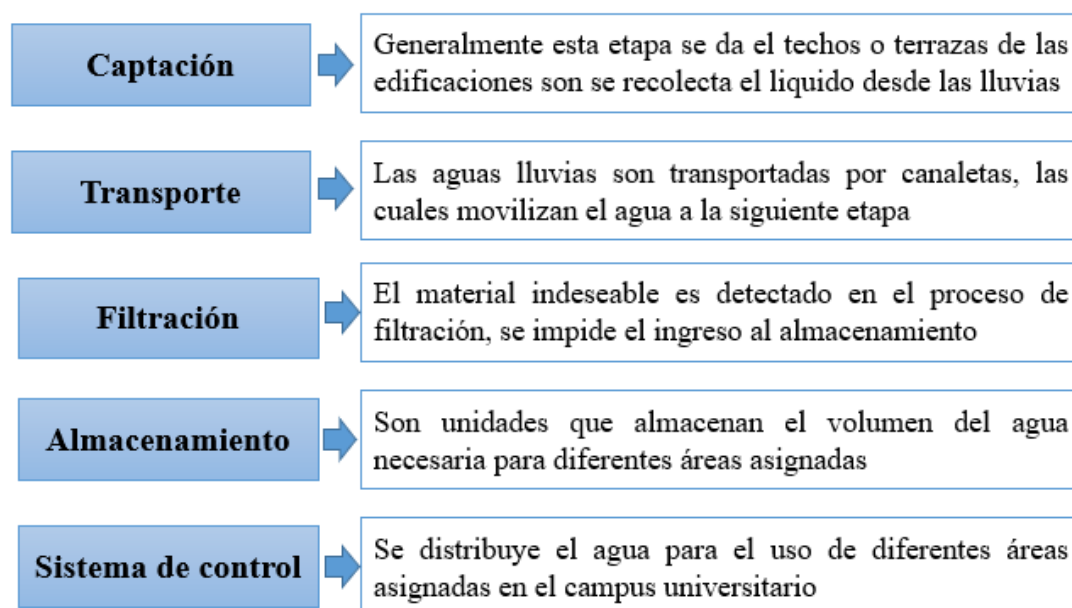 Captación
Generalmente esta etapa se da el techos o terrazas de las
edificaciones son se recolecta el liquido desde las lluvias
Transporte
Las aguas lluvias son transportadas por canaletas, las
cuales movilizan el agua a la siguiente etapa
Filtración
El material indeseable es detectado en el proceso de
filtración, se impide el ingreso al almacenamiento
Almacenamiento
Son unidades que almacenan el volumen del agua
necesaria para diferentes áreas asignadas
Sistema de control
Se distribuye el agua para el uso de diferentes áreas
asignadas en el campus universitario